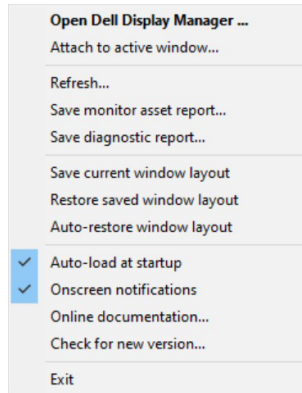 Open Dell Display Manager ...
Attach to active window...
Refresh...
Save monitor asset report...
Save diagnostic report...
Save current window layout
Restore saved window layout
Auto-restore window layout
Auto-load at startup
Onscreen notifications
Online documentation...
Check for new version...
Exit